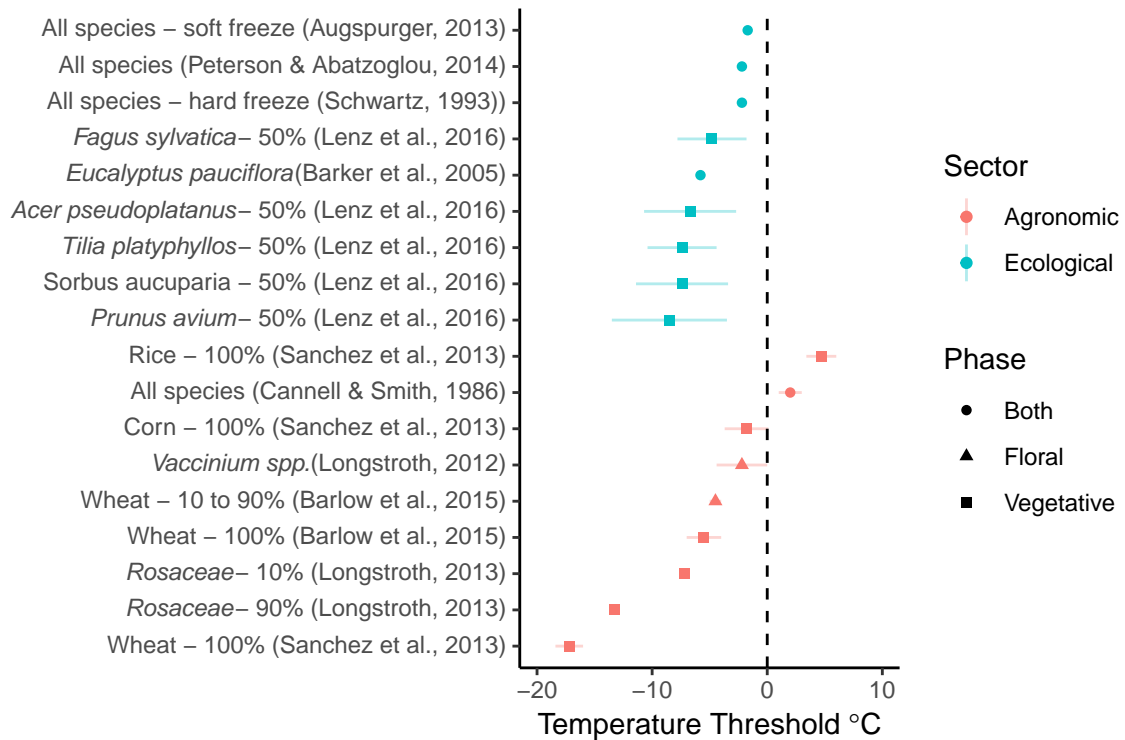 All species − soft freeze (Augspurger, 2013)
All species (Peterson & Abatzoglou, 2014)
All species − hard freeze (Schwartz, 1993))
Fagus sylvatica− 50% (Lenz et al., 2016)
Eucalyptus pauciflora(Barker et al., 2005)
Acer pseudoplatanus− 50% (Lenz et al., 2016)
Tilia platyphyllos− 50% (Lenz et al., 2016)
Sorbus aucuparia − 50% (Lenz et al., 2016)
Prunus avium− 50% (Lenz et al., 2016)
Rice − 100% (Sanchez et al., 2013)
All species (Cannell & Smith, 1986)
Corn − 100% (Sanchez et al., 2013)
Vaccinium spp.(Longstroth, 2012)
Wheat − 10 to 90% (Barlow et al., 2015)
Wheat − 100% (Barlow et al., 2015)
Rosaceae− 10% (Longstroth, 2013)
Rosaceae− 90% (Longstroth, 2013)
Wheat − 100% (Sanchez et al., 2013)
−20 −10 0 10
Temperature Threshold °C
Sector
Agronomic
Ecological
Phase
Both
Floral
Vegetative